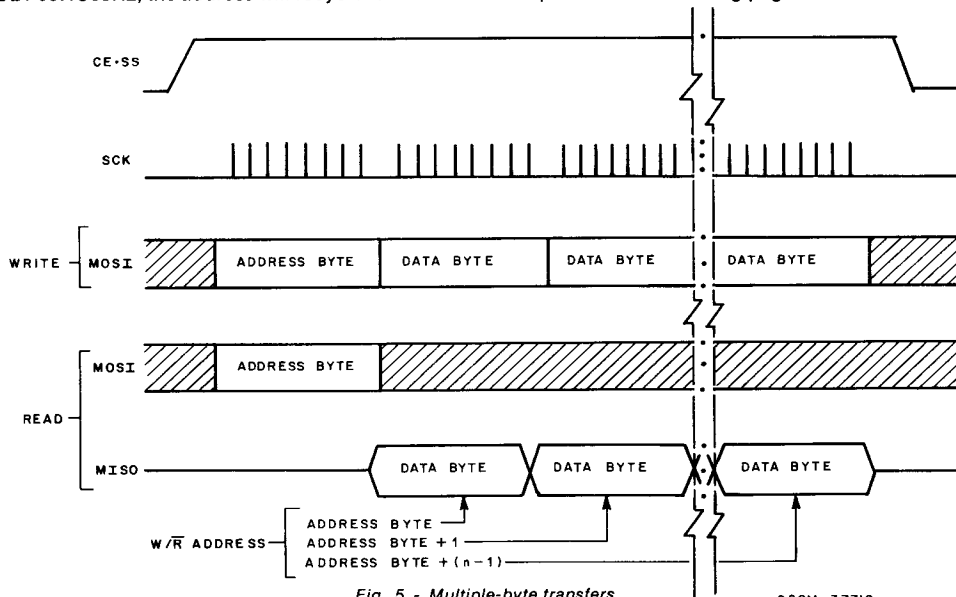 CE•SS
SCK
WRITE MOSI ADDRESS BYTE DATA BYTE DATA BYTE DATA BYTE
MOSI ADDRESS BYTE
READ
MISO DATA BYTE DATA BYTE DATA BYTE
ADDRESS BYTE
W/R̅ ADDRESS ADDRESS BYTE +1
ADDRESS BYTE +(n-1)
Fig. 5 - Multiple-byte transfers